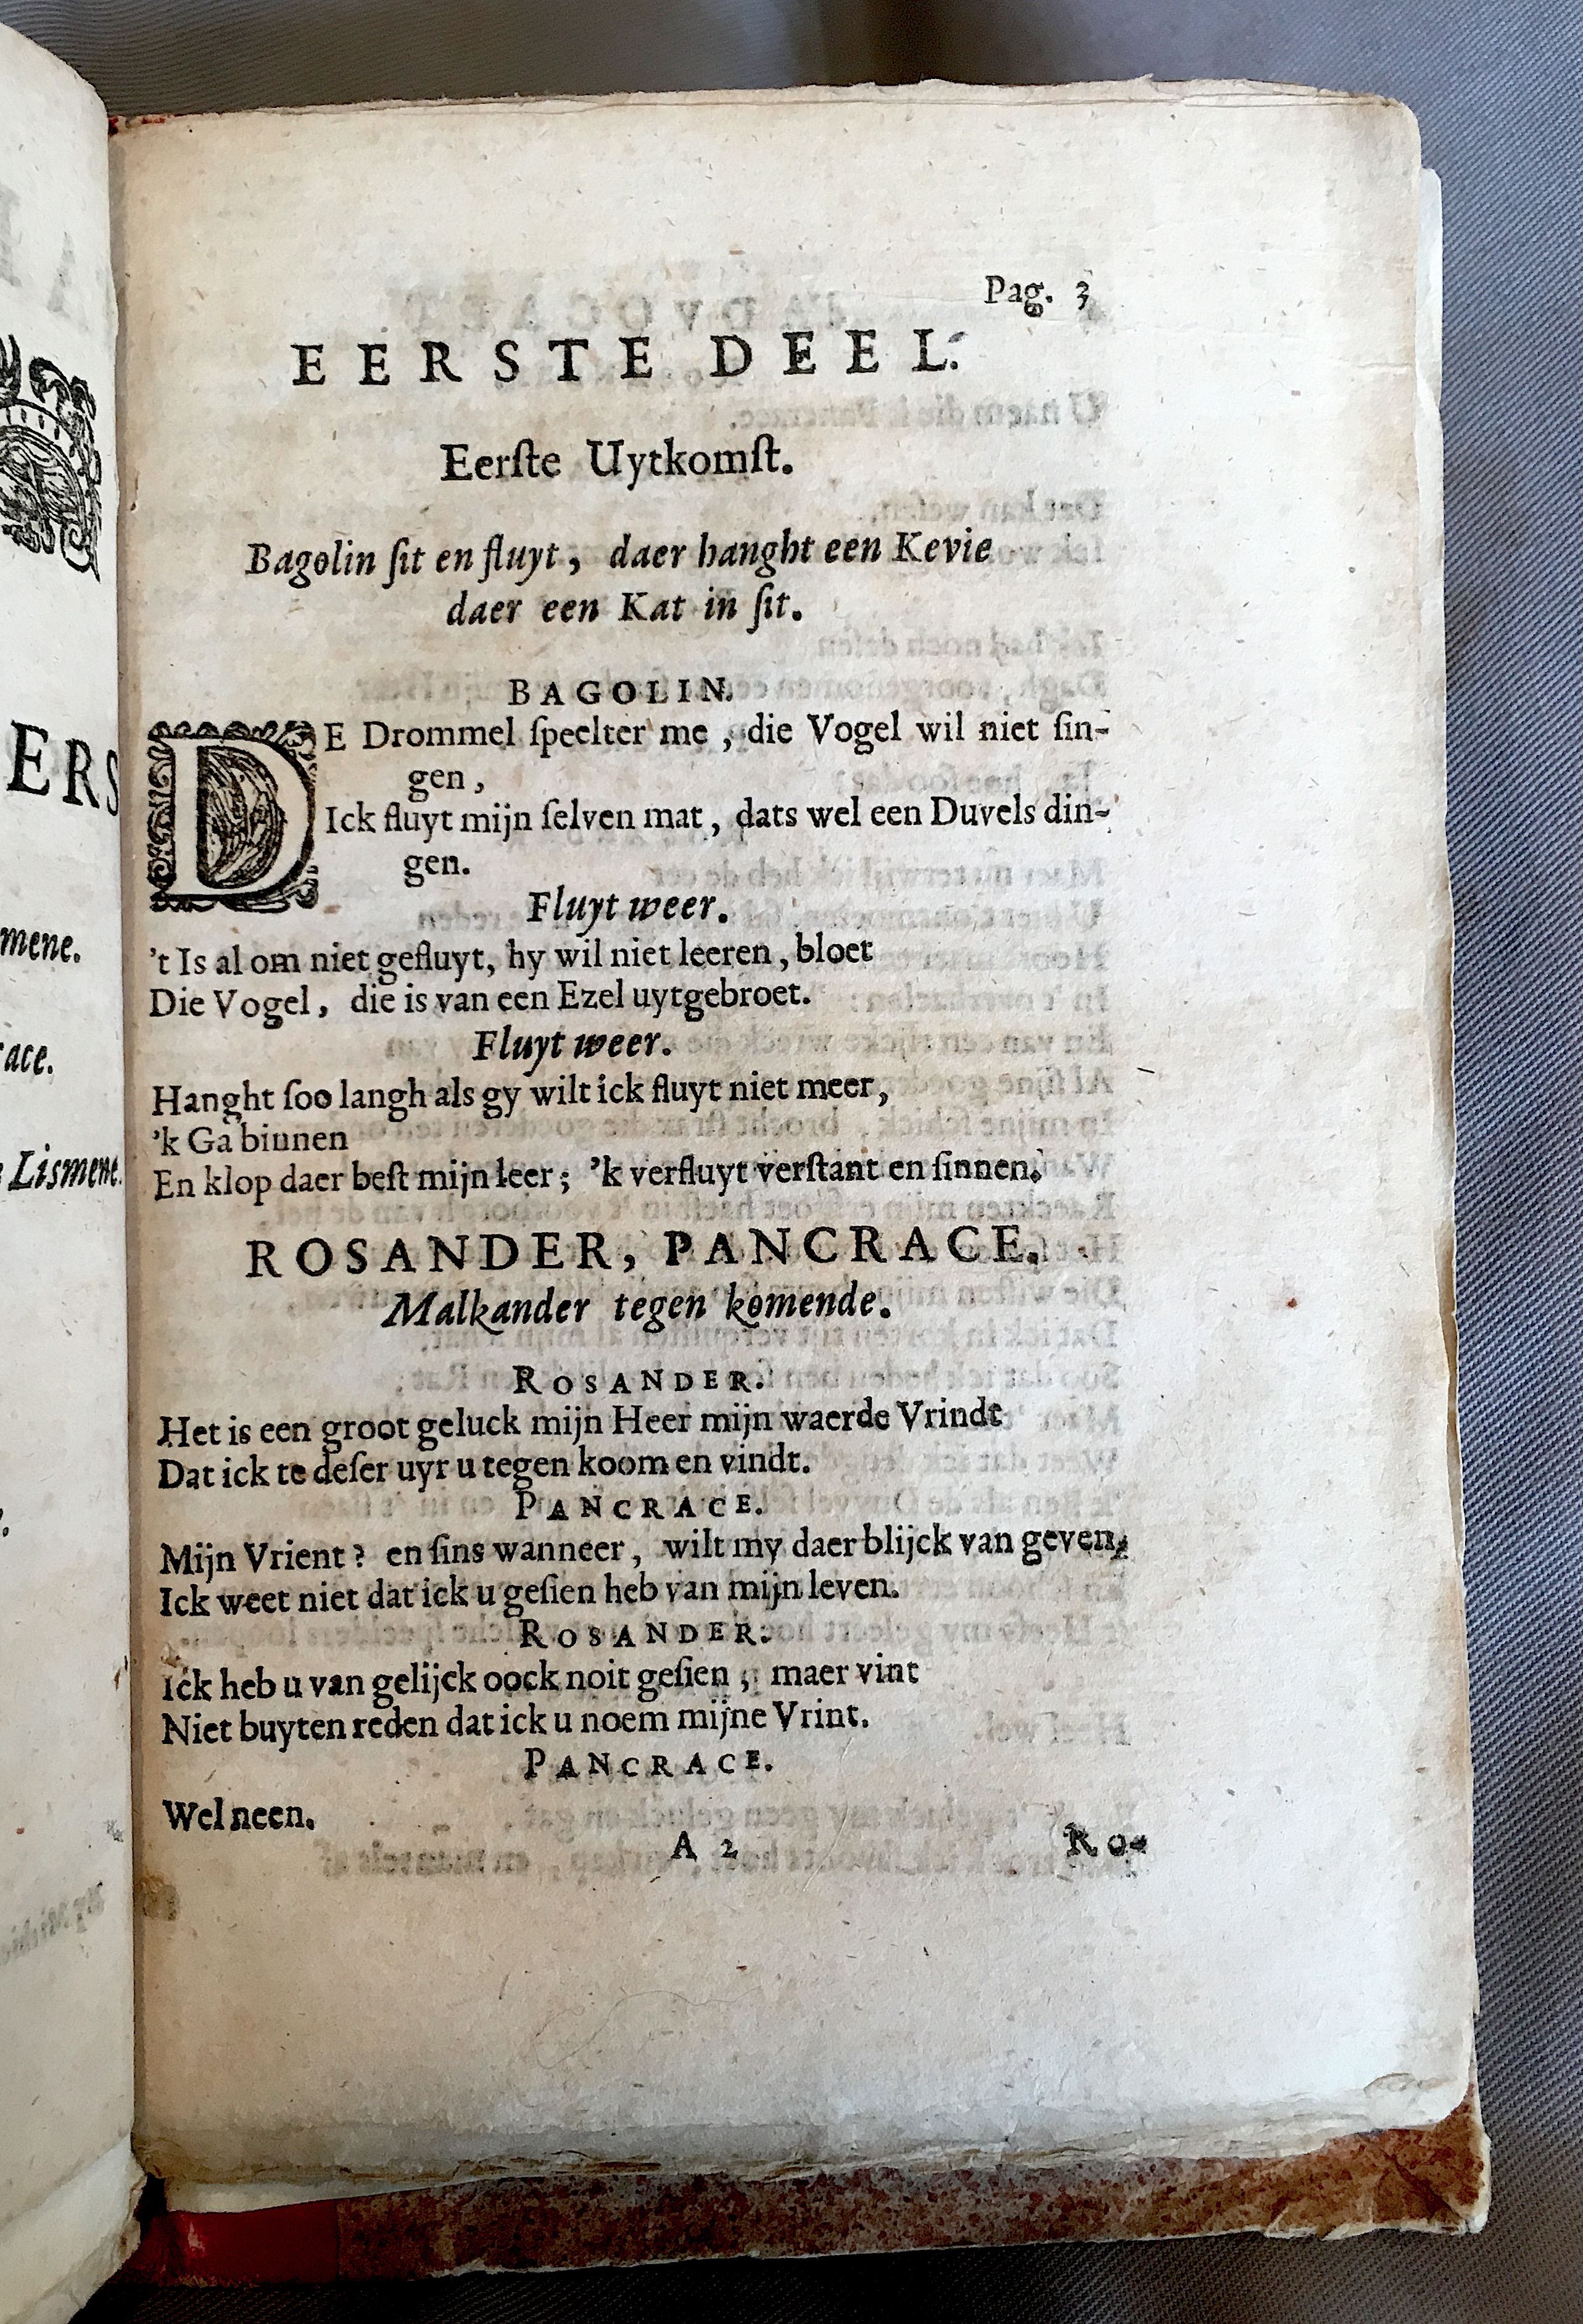 Pag. 3
EERSTE DEEL.
Eerſte Uytkomſt.
Bagolin ſit en fluyt, daer hanght een Kevie
daer een Kat in ſit.
BAGOLIN.
DE Drommel ſpeelter me, die Vogel wil niet ſin-
gen,
Ick fluyt mijn ſelven mat, dats wel een Duvels din-
gen.
Fluyt weer.
't Is al om niet gefluyt, hy wil niet leeren, bloet
Die Vogel, die is van een Ezel uytgebroet.
Fluyt weer.
Hanght ſoo langh als gy wilt ick fluyt niet meer,
'k Ga biunen
En klop daer beſt mijn leer; 'k verfluyt verſtant en ſinnen.
ROSANDER, PANCRACE.
Malkander tegen komende.
ROSANDER.
Het is een groot geluck mijn Heer mijn waerde Vrindt
Dat ick te deſer uyr u tegen koom en vindt.
PANCRACE.
Mijn Vrient? en ſins wanneer, wilt my daer blijck van geven,
Ick weet niet dat ick u geſien heb van mijn leven.
ROSANDER.
Ick heb u van gelijck oock noit geſien, maer vint
Niet buyten reden dat ick u noem mijne Vrint.
PANCRACE.
Wel neen.
A 2 Ro-
ERS
mene.
ace.
Lismene.